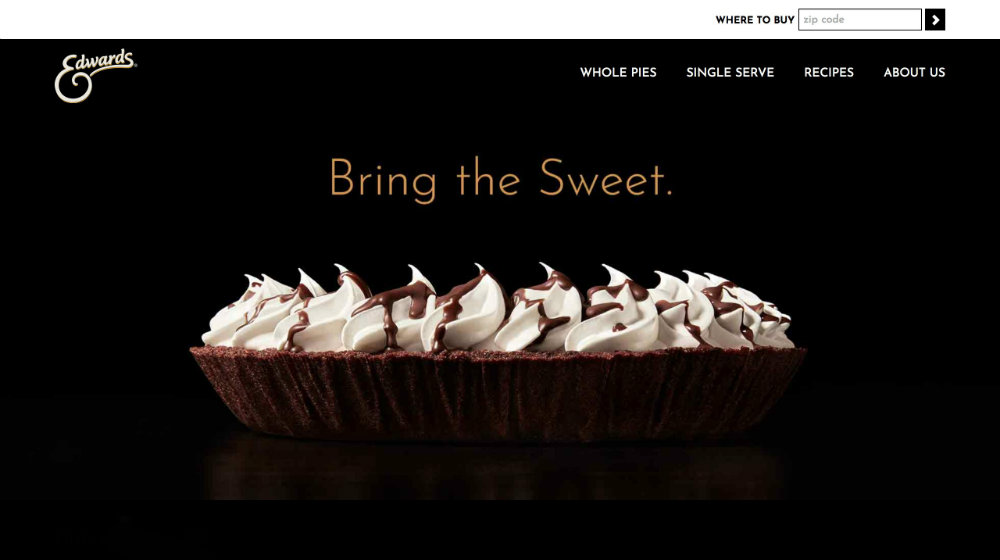 WHERE TO BUY zip code
Edwards
WHOLE PIES SINGLE SERVE RECIPES ABOUT US
Bring the Sweet.